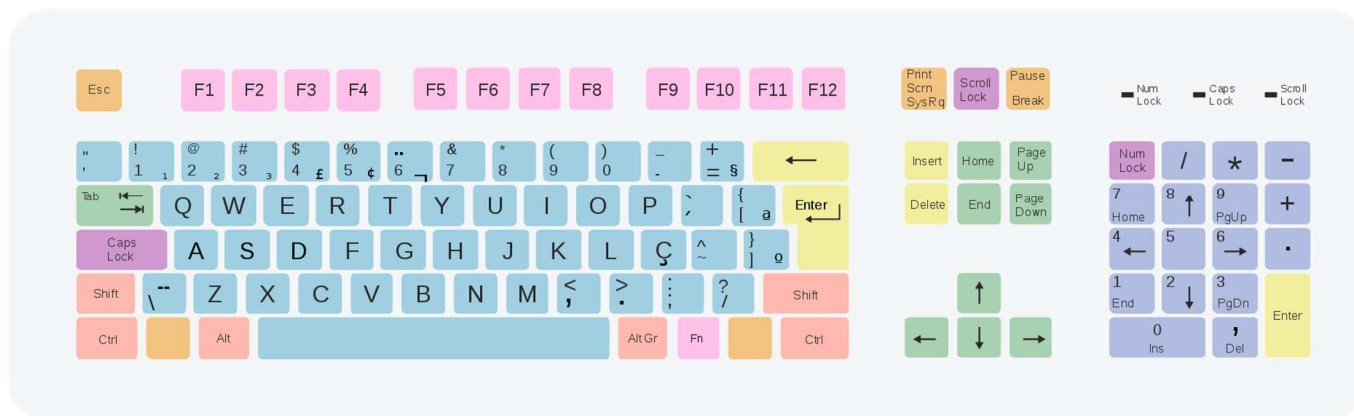 Esc F1 F2 F3 F4 F5 F6 F7 F8 F9 F10 F11 F12
Print Scrn SysRq
Scroll Lock
Pause Break
Num Lock
Caps Lock
Scroll Lock
" '
! 1 ₁
@ 2 ₂
# 3 ₃
$ 4 £
% 5 ¢
¨ 6 ¬
& 7
* 8
( 9
) 0
_ -
+ = §
←
Insert Home Page Up
Num Lock / * -
Tab
Q W E R T Y U I O P
` ´
{ [ ª
Enter
Delete End Page Down
7 Home
8 ↑
9 PgUp
+
Caps Lock
A S D F G H J K L Ç
^ ~
} ] º
4 ←
5
6 →
.
Shift
\
Z X C V B N M
< ,
> .
: ;
? /
Shift
↑
1 End
2 ↓
3 PgDn
Enter
Ctrl Alt Alt Gr Fn Ctrl
← ↓ →
0 Ins
, Del